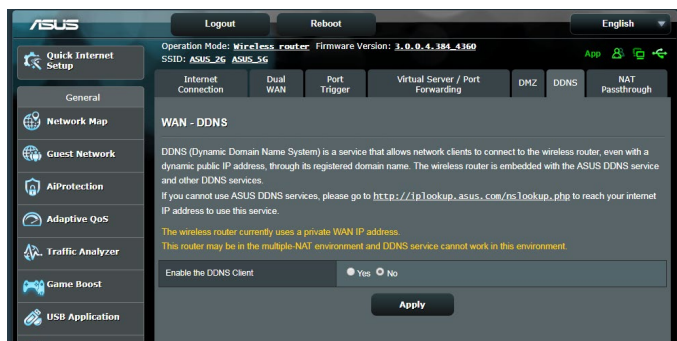 ASUS
Logout
Reboot
English
Quick Internet Setup
Operation Mode: Wireless router Firmware Version: 3.0.0.4.384_4360
SSID: ASUS_2G ASUS_5G
App
Internet Connection
Dual WAN
Port Trigger
Virtual Server / Port Forwarding
DMZ
DDNS
NAT Passthrough
General
Network Map
Guest Network
AiProtection
Adaptive QoS
Traffic Analyzer
Game Boost
USB Application
WAN - DDNS
DDNS (Dynamic Domain Name System) is a service that allows network clients to connect to the wireless router, even with a
dynamic public IP address, through its registered domain name. The wireless router is embedded with the ASUS DDNS service
and other DDNS services.
If you cannot use ASUS DDNS services, please go to http://iplookup.asus.com/nslookup.php to reach your internet
IP address to use this service.
The wireless router currently uses a private WAN IP
address.
This router may be in the multiple-NAT environment and DDNS service cannot work in this environment.
Enable the DDNS Client
Yes No
Apply